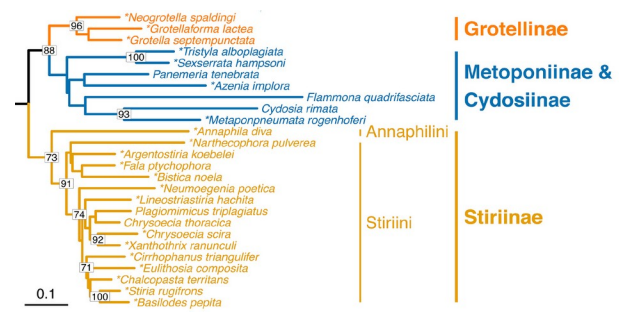 *Neogrotella spaldingi
96
*Grotellaforma lactea
Grotellinae
*Grotella septempunctata
88
*Tristyla alboplagiata
100
*Sexserrata hampsoni
Panemeria tenebrata
Metoponiinae &
*Azenia implora
Cydosiinae
Flammona quadrifasciata
Cydosia rimata
93
*Metaponpneumata rogenhoferi
*Annaphila diva
Annaphilini
*Narthecophora pulverea
73
*Argentostiria koebelei
*Fala ptychophora
*Bistica noela
91
*Neumoegenia poetica
*Lineostriastiria hachita
Plagiomimicus triplagiatus
74
Chrysoecia thoracica
Stiriini
Stiriinae
*Chrysoecia scira
92
*Xanthothrix ranunculi
*Cirrhophanus triangulifer
71
*Eulithosia composita
*Chalcopasta territans
*Stiria rugifrons
100
*Basilodes pepita
0.1